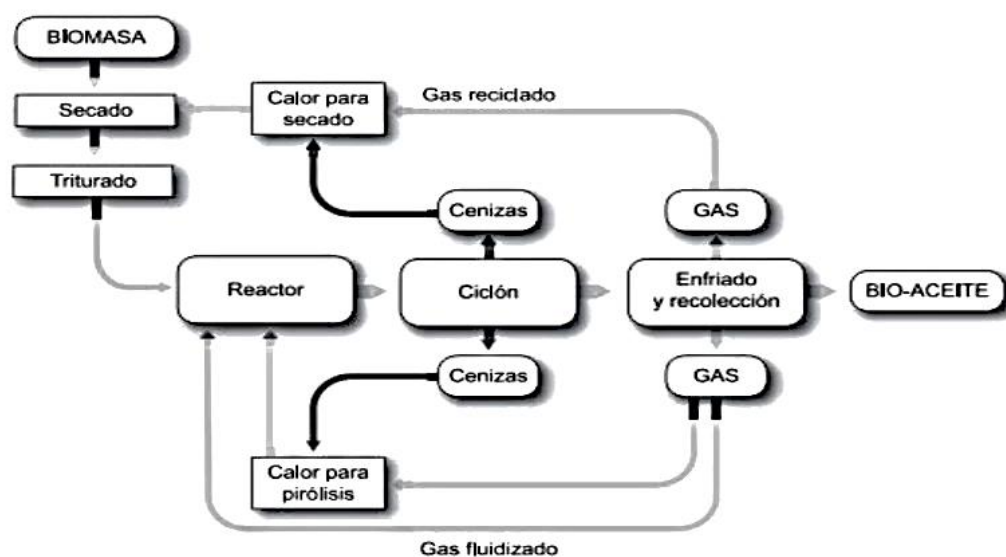 BIOMASA
Secado
Triturado
Calor para
secado
Gas reciclado
Cenizas
GAS
Reactor
Ciclón
Enfriado
y recolección
BIO-ACEITE
Cenizas
GAS
Calor para
pirólisis
Gas fluidizado